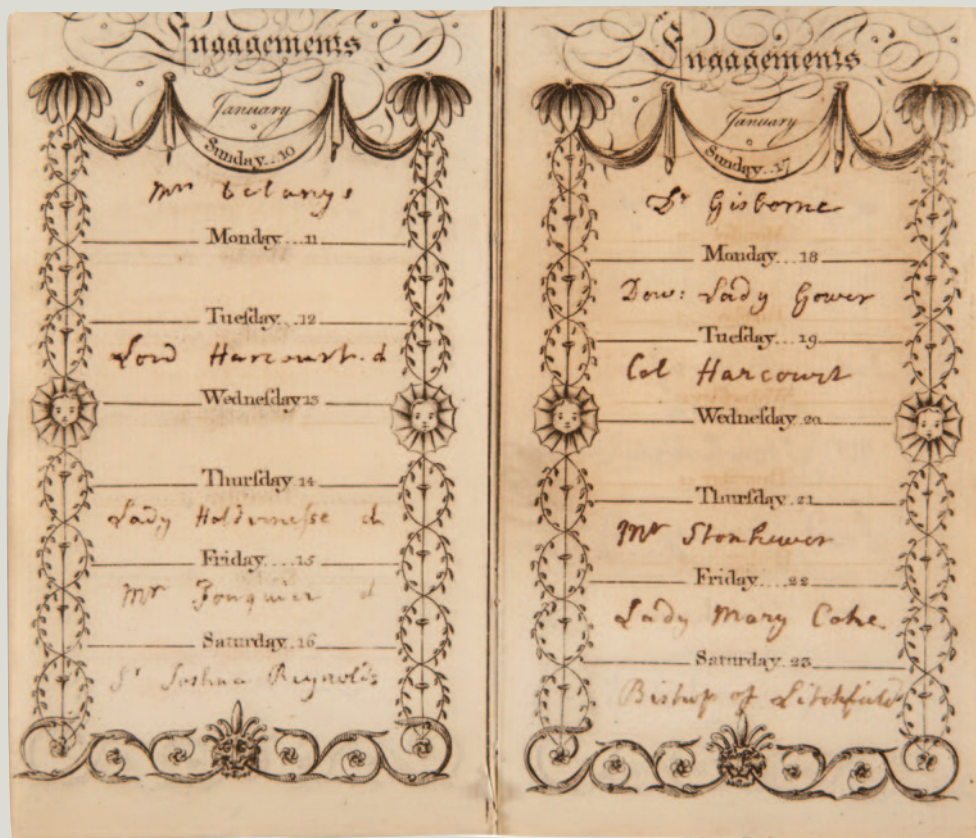 Engagements
January
Sunday..10
Mrs Delanys
Monday...11
Tuesday...12
Lord Harcourt. d
Wednesday 13
Thursday 14
Lady Holdernesse d
Friday....15
Mr Fouquier d
Saturday..16
Sr Joshua Reynolds
Engagements
January
Sunday..17
Dr Gisborne
Monday...18
Dow: Lady Gower
Tuesday...19
Col Harcourt
Wednesday 20
Thursday..21
Mr Stonhewer
Friday....22
Lady Mary Coke
Saturday..23
Bishop of Litchfield